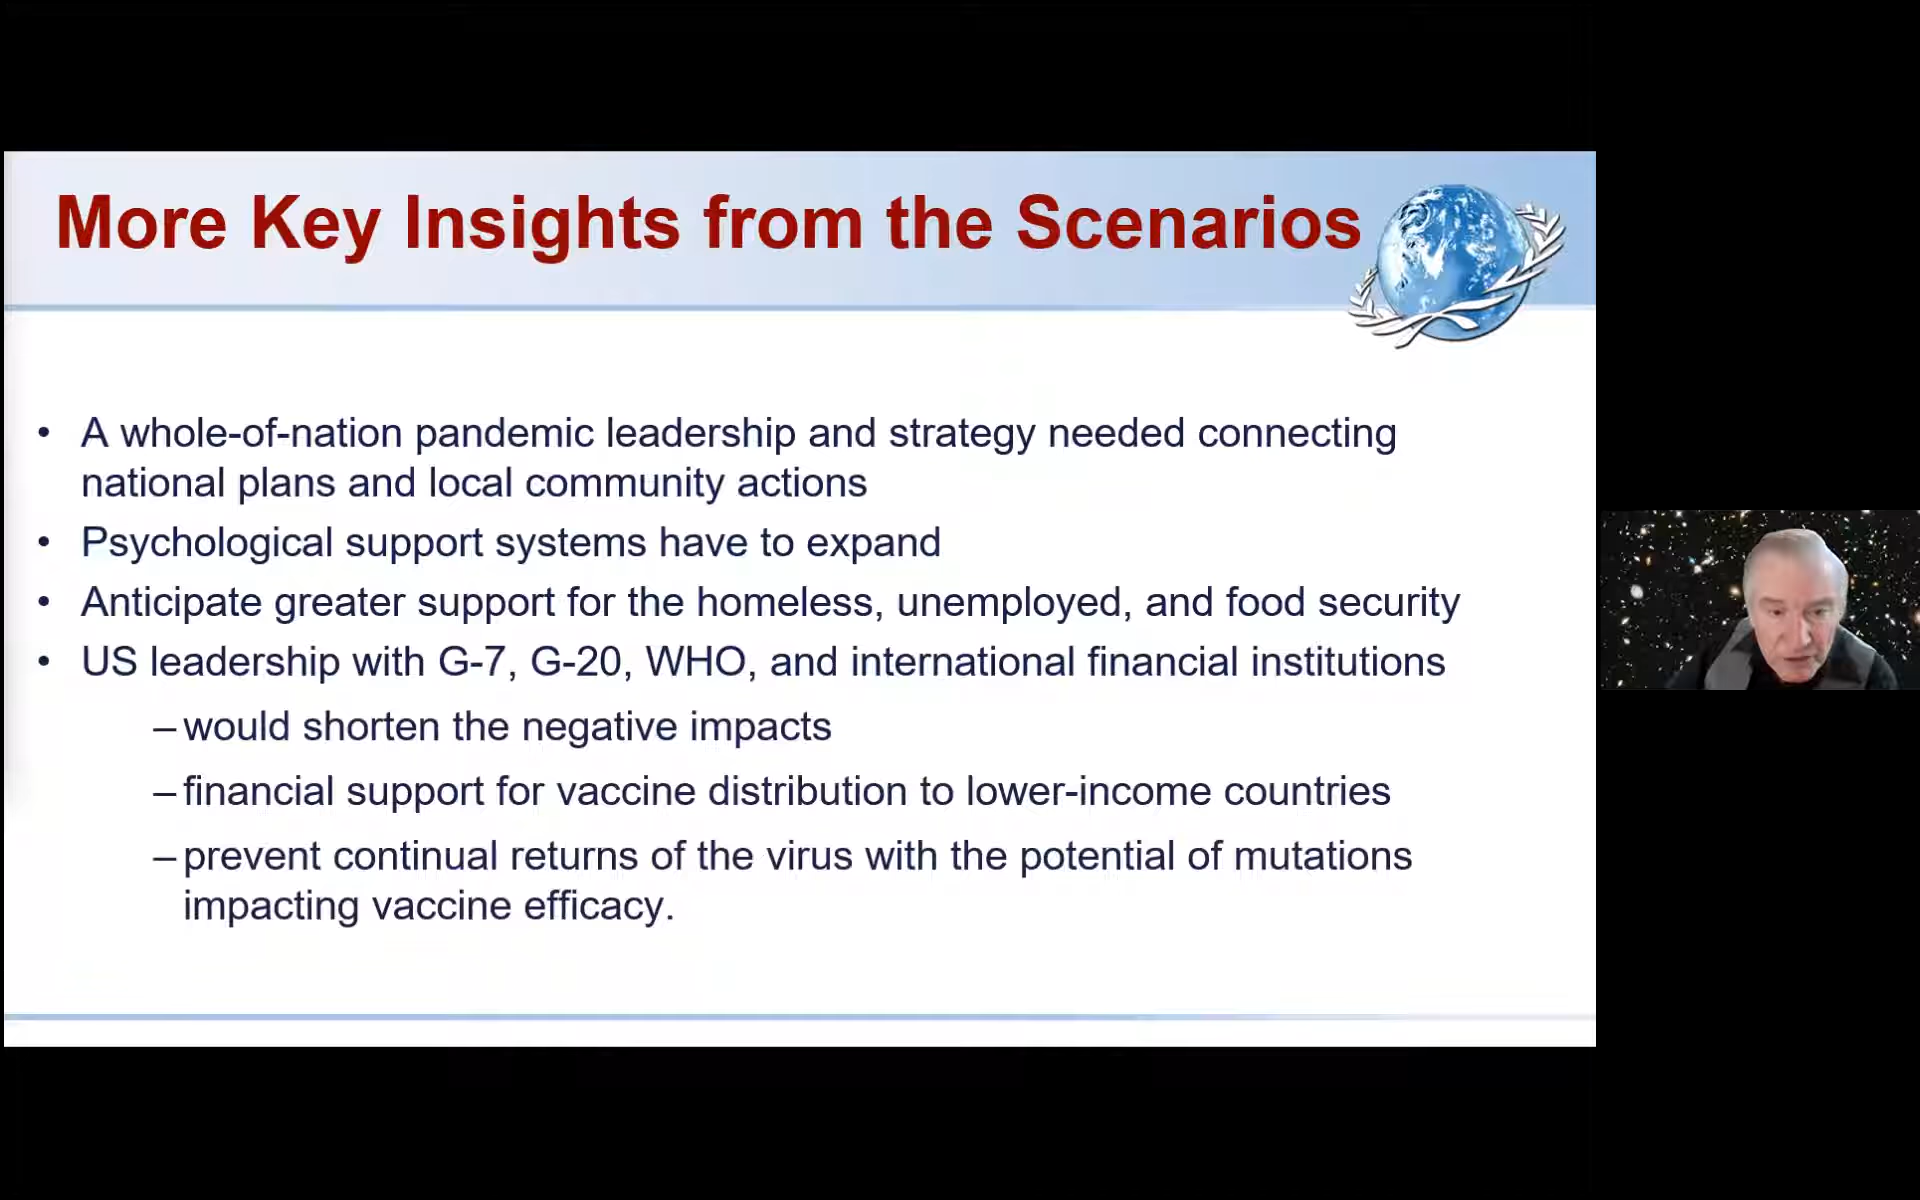 More Key Insights from the Scenarios
• A whole-of-nation pandemic leadership and strategy needed connecting
national plans and local community actions
• Psychological support systems have to expand
• Anticipate greater support for the homeless, unemployed, and food security
• US leadership with G-7, G-20, WHO, and international financial institutions
– would shorten the negative impacts
– financial support for vaccine distribution to lower-income countries
– prevent continual returns of the virus with the potential of mutations
impacting vaccine efficacy.